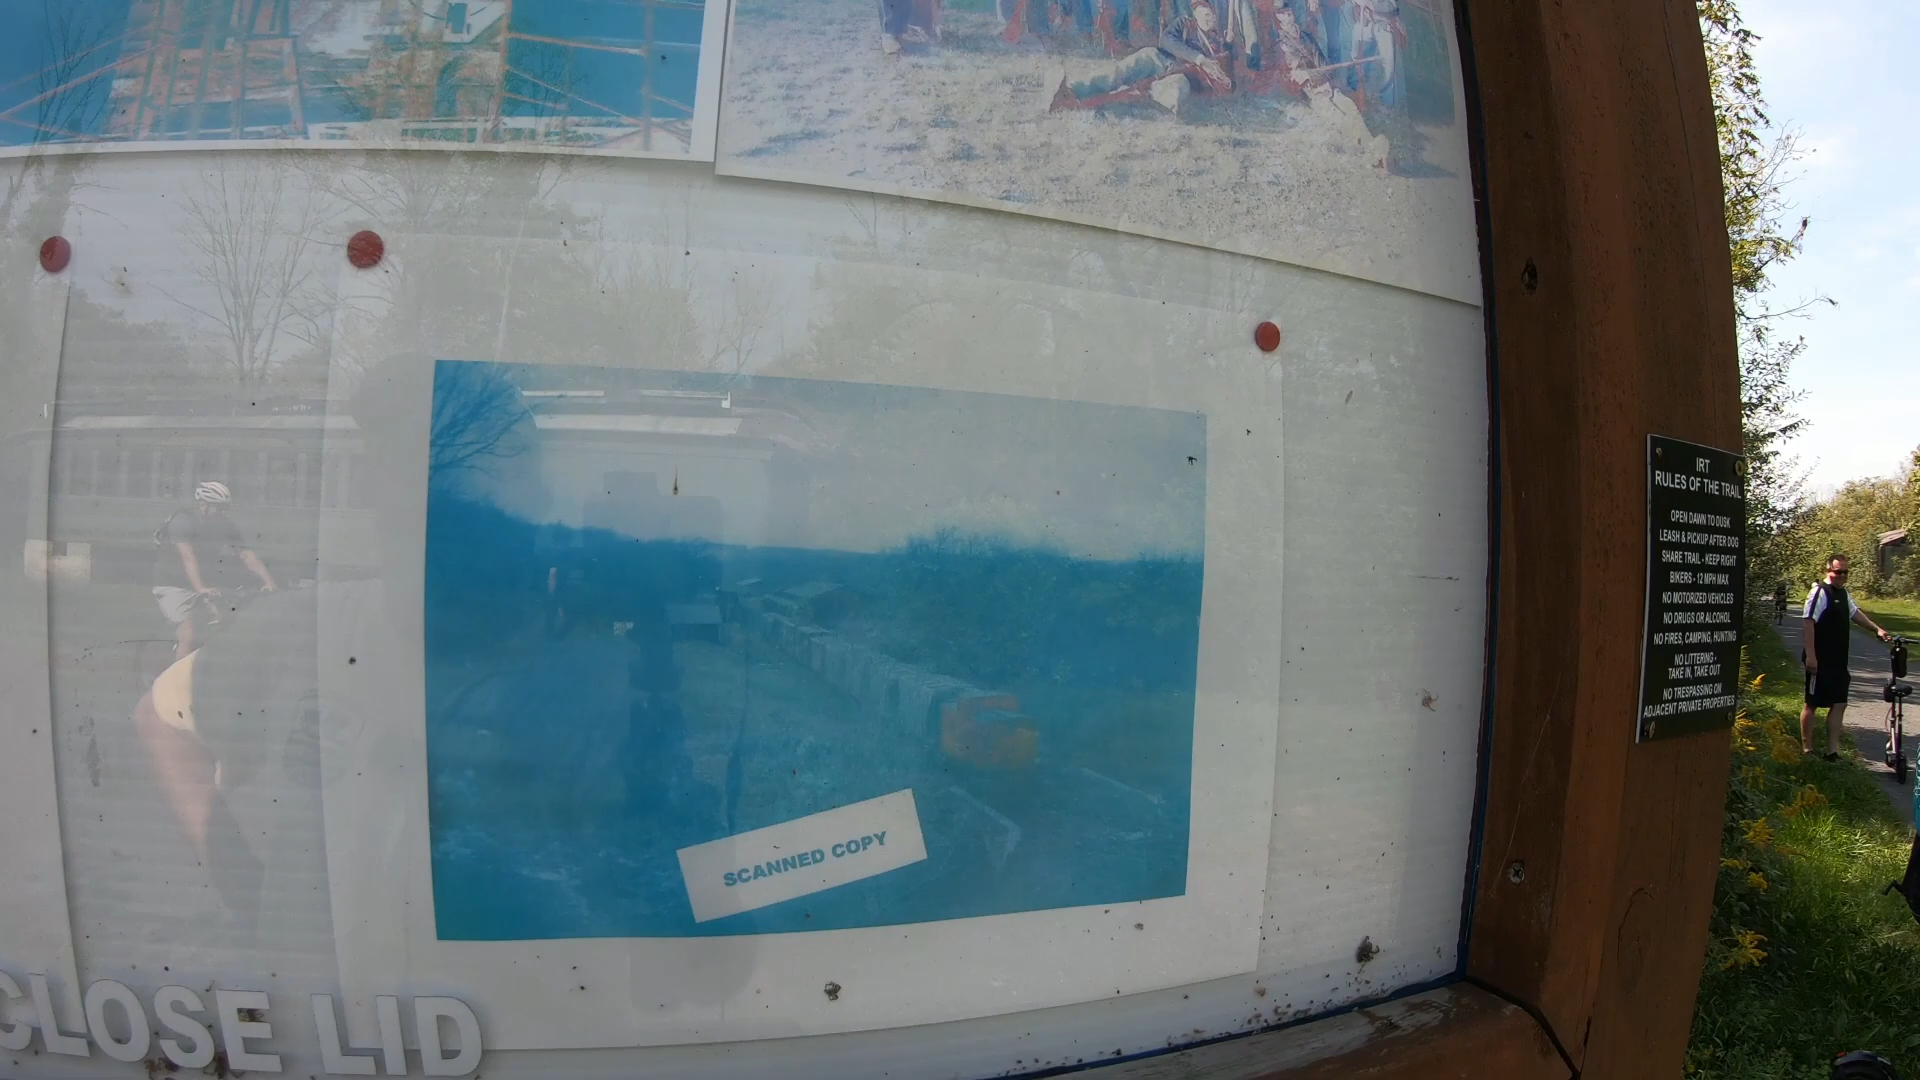 SCANNED COPY
CLOSE LID
IRT
RULES OF THE TRAIL
OPEN DAWN TO DUSK
LEASH & PICKUP AFTER DOG
SHARE TRAIL - KEEP RIGHT
BIKERS - 12 MPH MAX
NO MOTORIZED VEHICLES
NO DRUGS OR ALCOHOL
NO FIRES, CAMPING, HUNTING
NO LITTERING -
TAKE IN, TAKE OUT
NO TRESPASSING ON
ADJACENT PRIVATE PROPERTIES